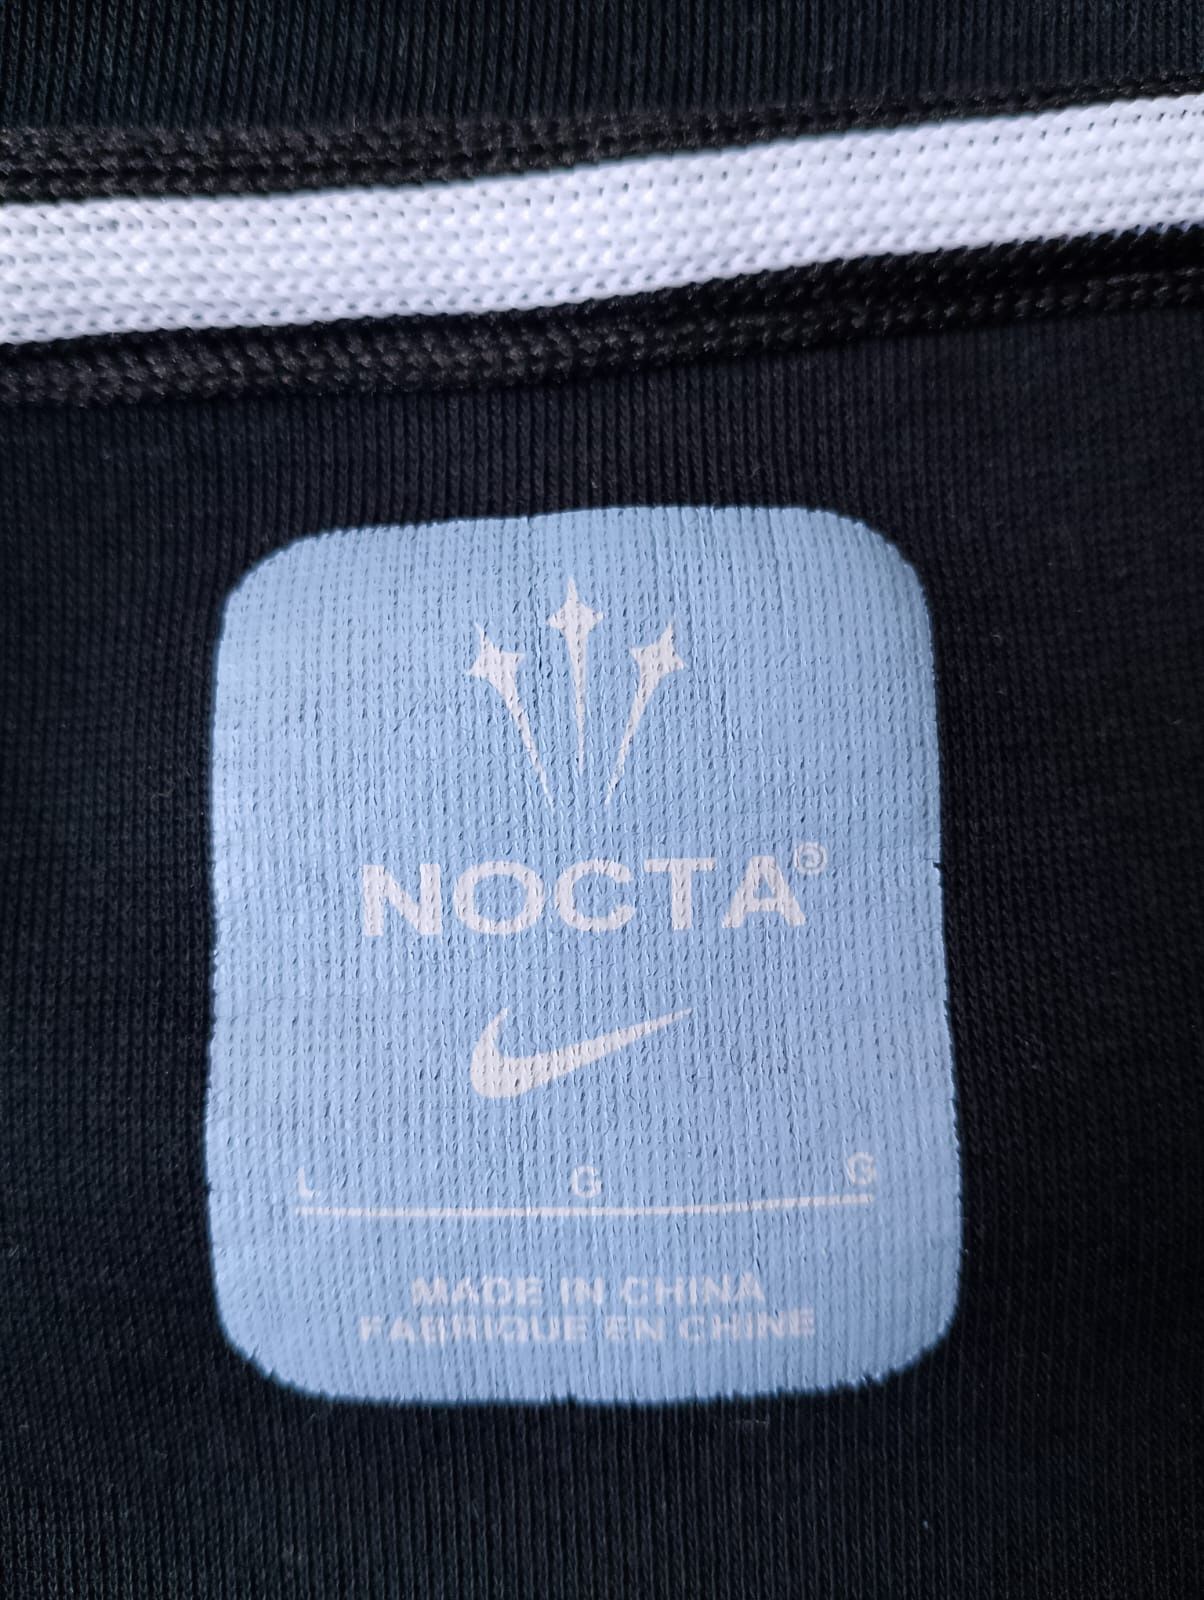 NOCTA®
L G G
MADE IN CHINA
FABRIQUE EN CHINE